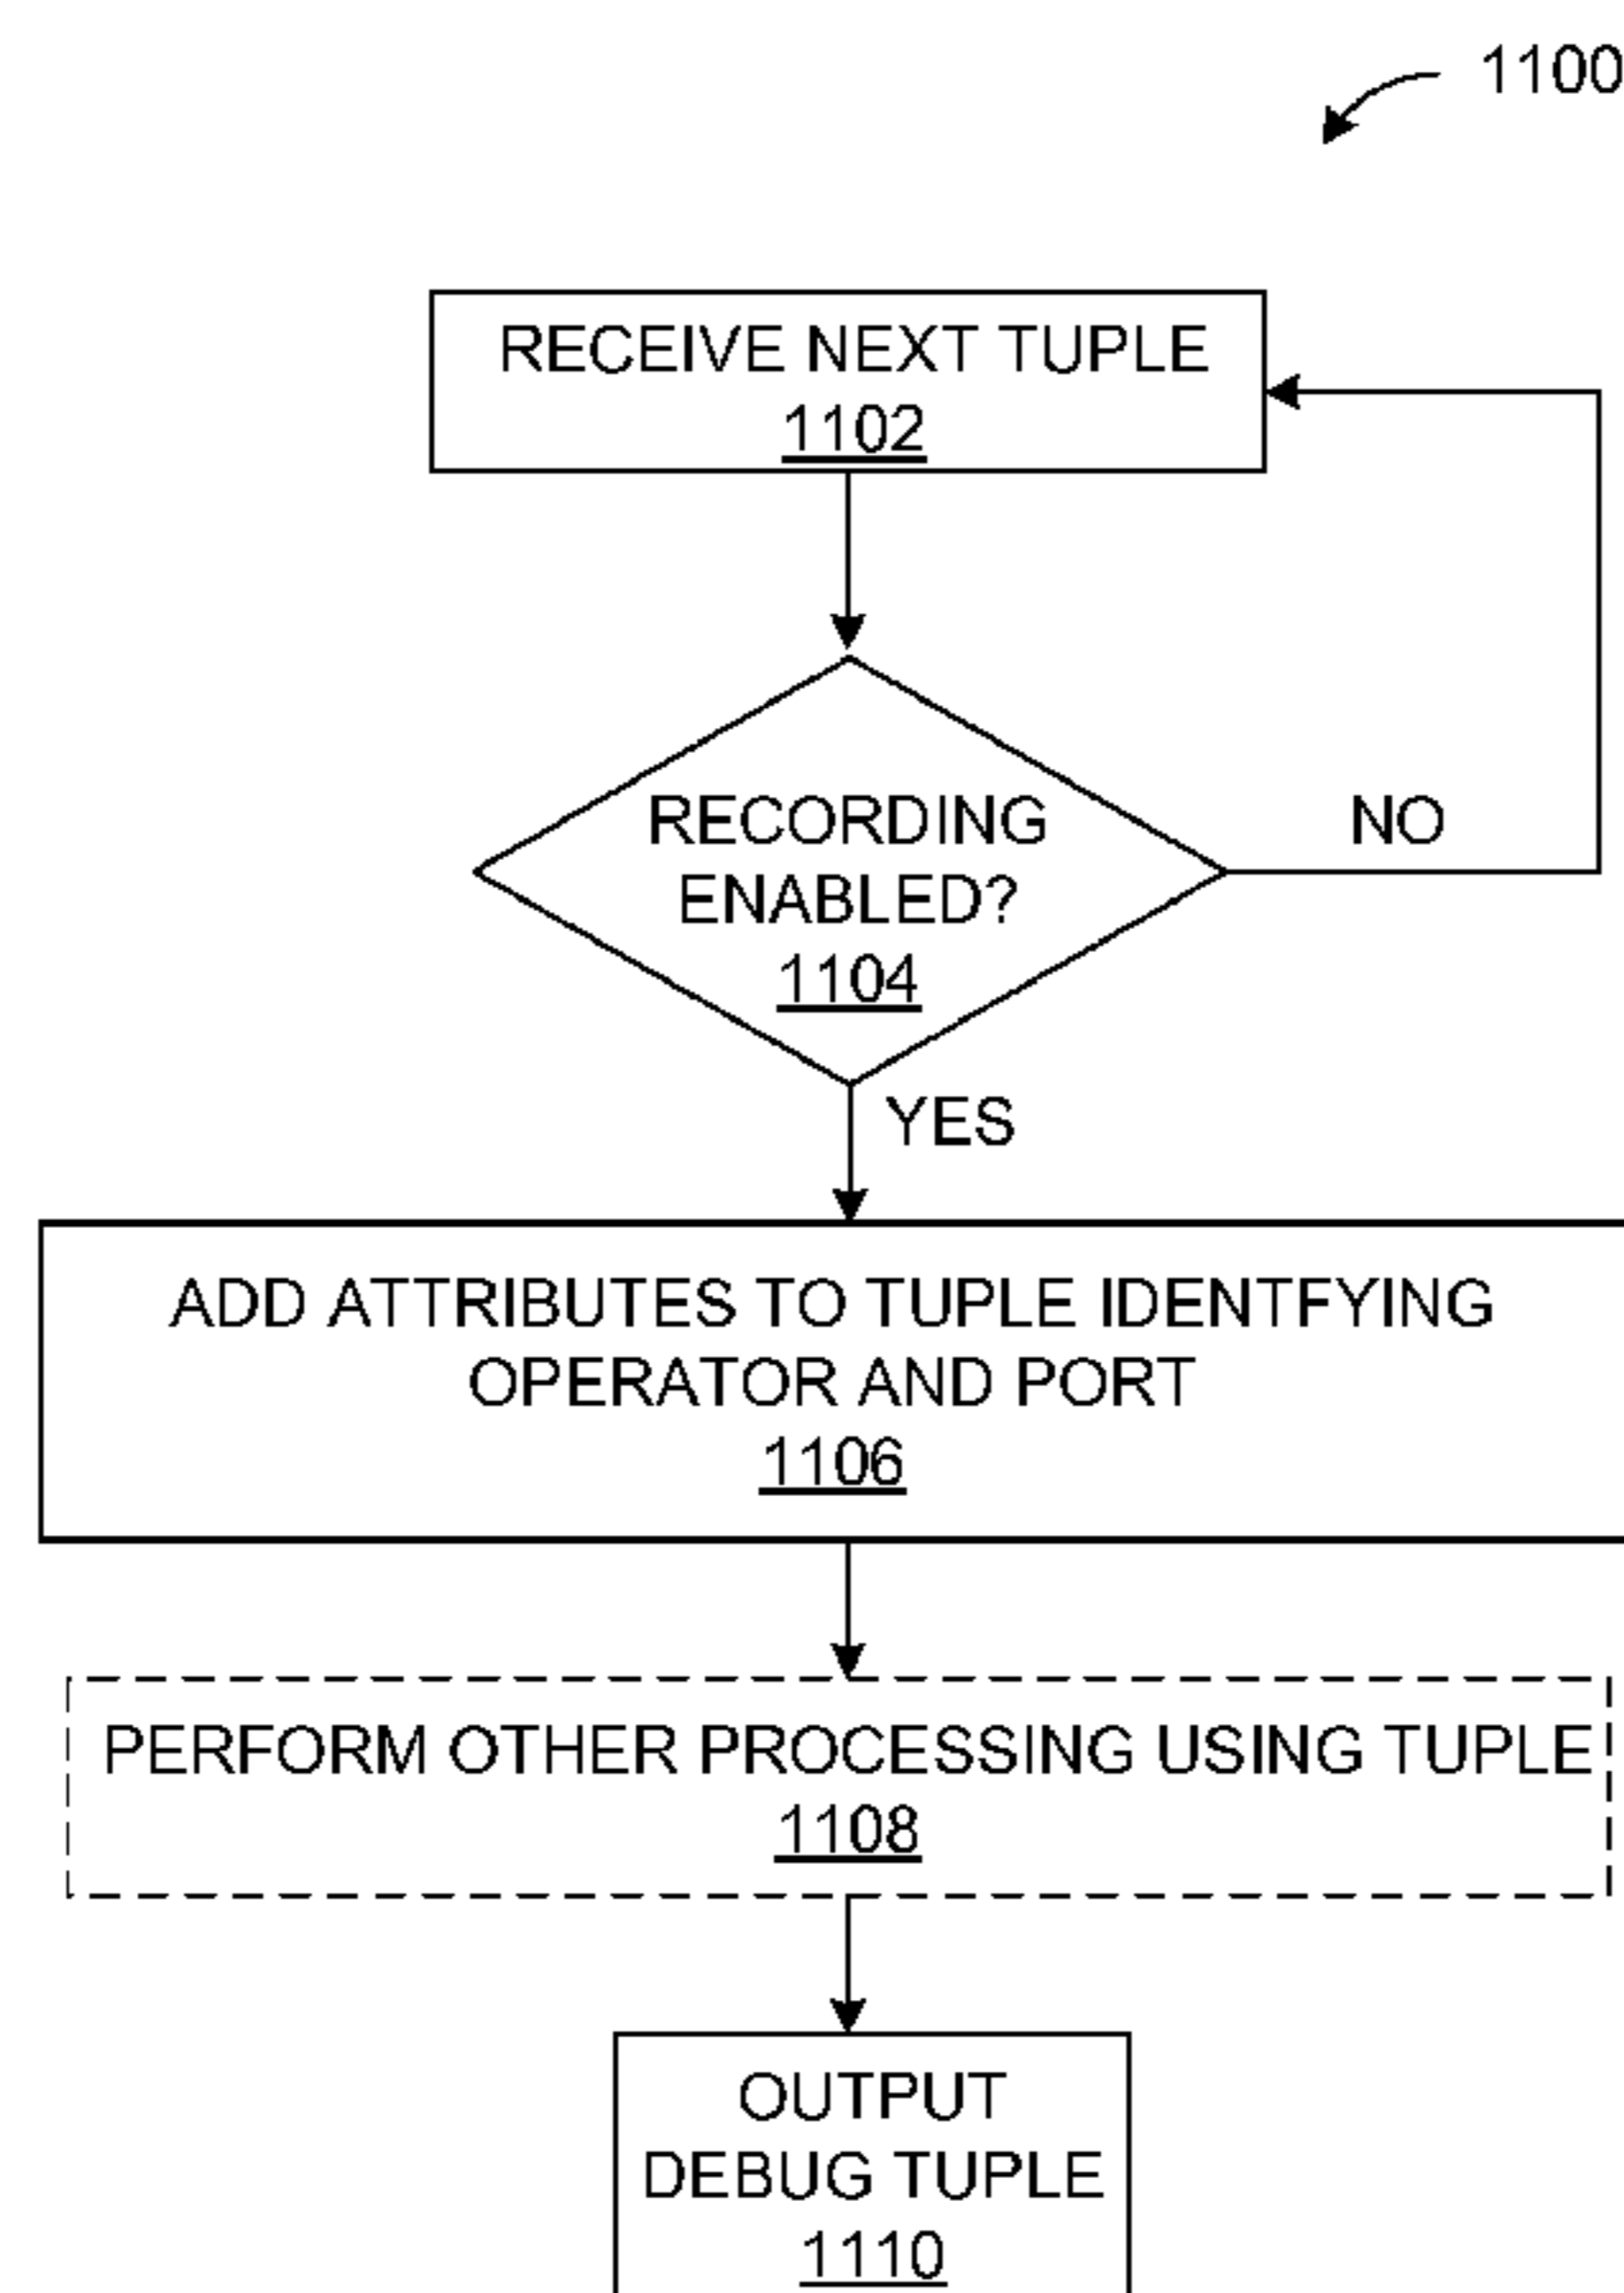 1100
RECEIVE NEXT TUPLE
1102
RECORDING
ENABLED?
1104
NO
YES
ADD ATTRIBUTES TO TUPLE IDENTFYING
OPERATOR AND PORT
1106
PERFORM OTHER PROCESSING USING TUPLE
1108
OUTPUT
DEBUG TUPLE
1110